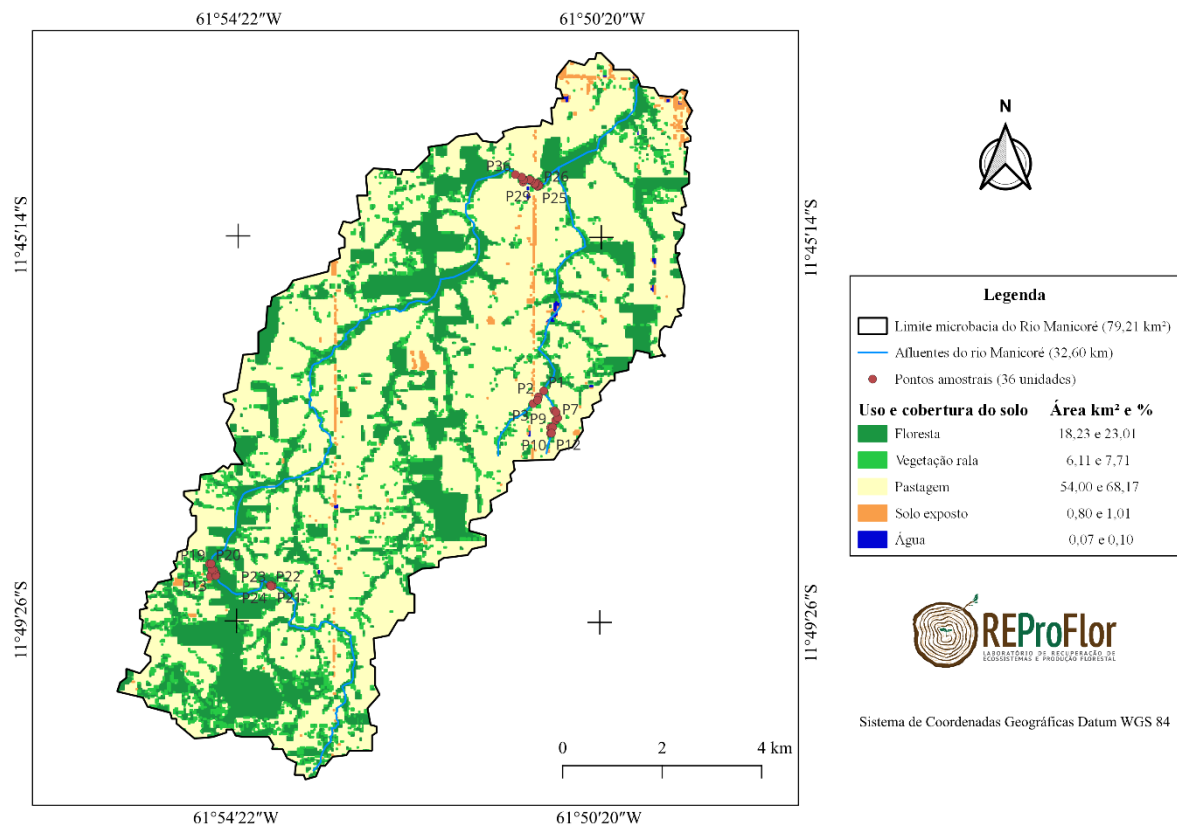 61°54′22″W 61°50′20″W
11°45′14″S
11°49′26″S
P36
P26
P29
P25
P2
P1
P3
P7
P9
P10
P12
P19
P20
P13
P23
P22
P24
P21
0 2 4 km
61°54′22″W 61°50′20″W
11°45′14″S
11°49′26″S
N
Legenda
Limite microbacia do Rio Manicoré (79,21 km²)
Afluentes do rio Manicoré (32,60 km)
Pontos amostrais (36 unidades)
Uso e cobertura do solo Área km² e %
Floresta 18,23 e 23,01
Vegetação rala 6,11 e 7,71
Pastagem 54,00 e 68,17
Solo exposto 0,80 e 1,01
Água 0,07 e 0,10
REProFlor
LABORATÓRIO DE RECUPERAÇÃO DE
ECOSSISTEMAS E PRODUÇÃO FLORESTAL
Sistema de Coordenadas Geográficas Datum WGS 84